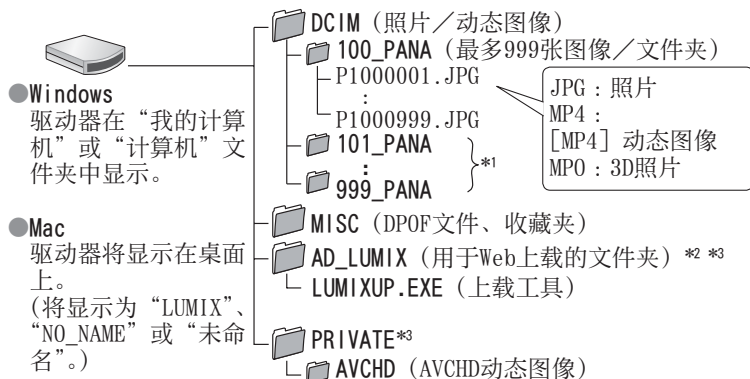 ●Windows
驱动器在“我的计算
机”或“计算机”文
件夹中显示。
●Mac
驱动器将显示在桌面
上。
(将显示为“LUMIX”、
“NO_NAME”或“未命
名”。)
DCIM（照片／动态图像）
100_PANA（最多999张图像／文件夹）
P1000001.JPG
:
P1000999.JPG
JPG：照片
MP4：
［MP4］动态图像
MPO：3D照片
101_PANA
*1
:
999_PANA
MISC（DPOF文件、收藏夹）
AD_LUMIX（用于Web上载的文件夹）*2 *3
LUMIXUP.EXE（上载工具）
PRIVATE*3
AVCHD（AVCHD动态图像）